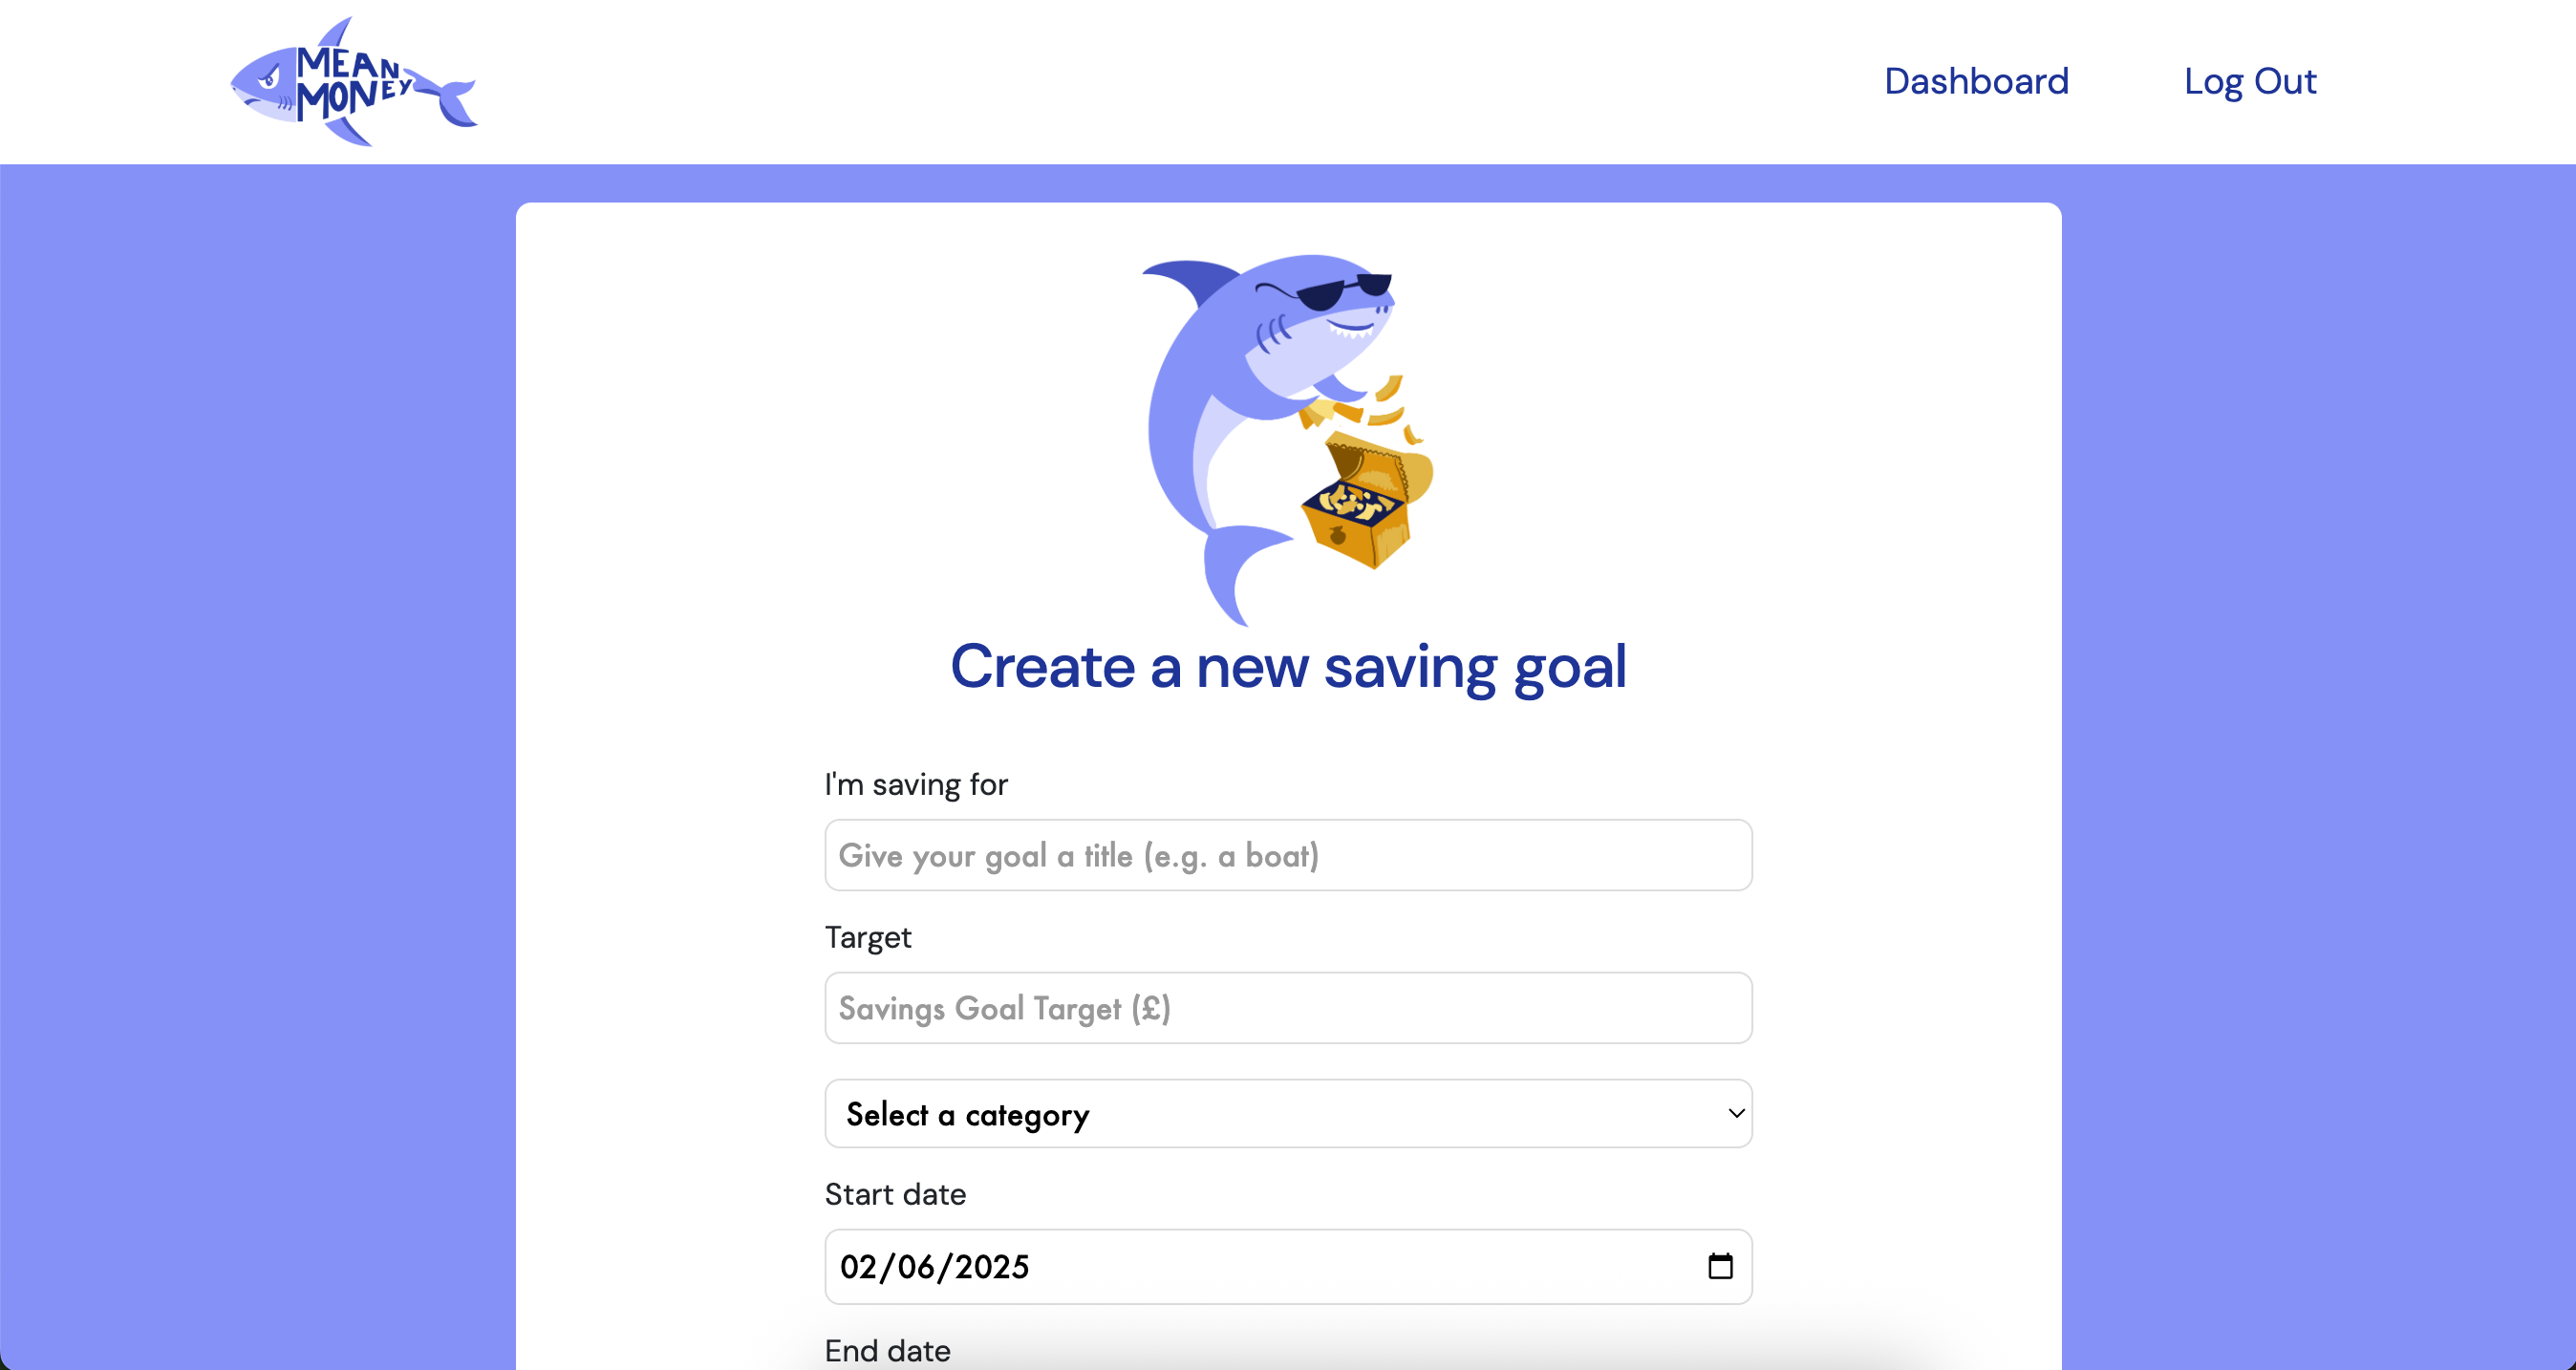 MEAN
MONEY
Dashboard
Log Out
Create a new saving goal
I'm saving for
Give your goal a title (e.g. a boat)
Target
Savings Goal Target (£)
Select a category
Start date
02/06/2025
End date